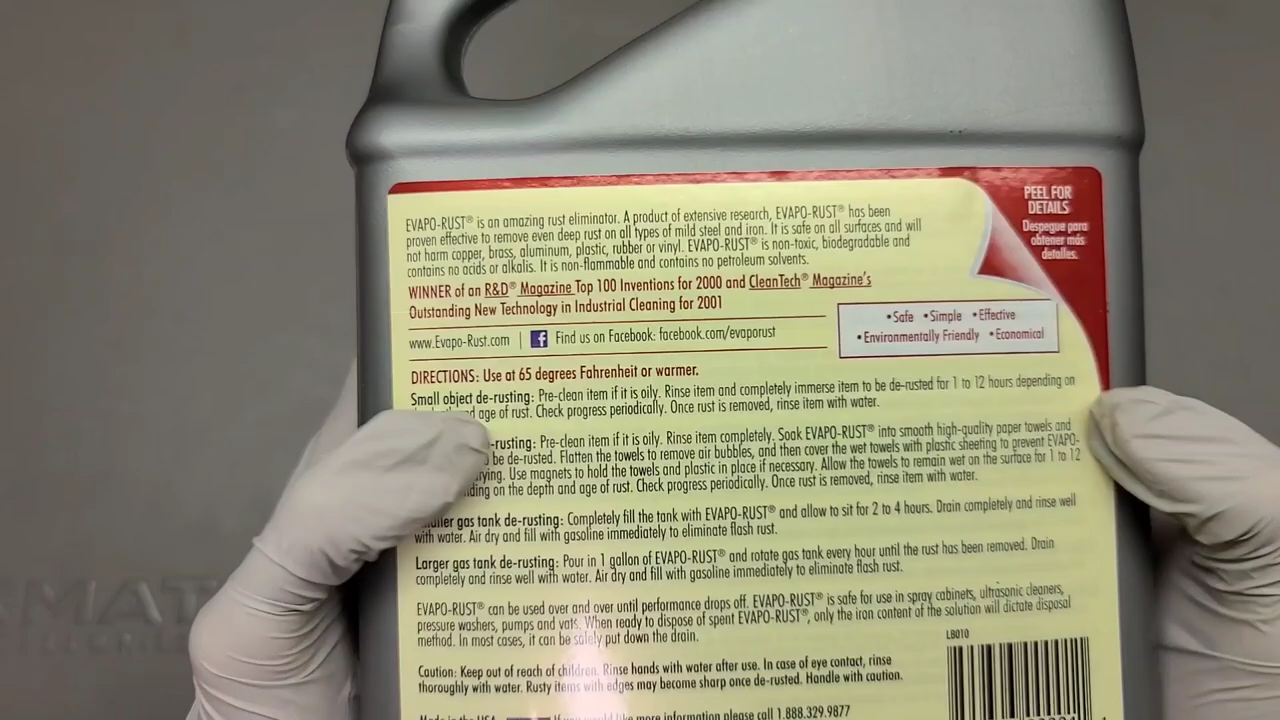 PEEL FOR
DETAILS
Despegue para
obtener más
detalles.
EVAPO-RUST® is an amazing rust eliminator. A product of extensive research, EVAPO-RUST® has been
proven effective to remove even deep rust on all types of mild steel and iron. It is safe on all surfaces and will
not harm copper, brass, aluminum, plastic, rubber or vinyl. EVAPO-RUST® is non-toxic, biodegradable and
contains no acids or alkalis. It is non-flammable and contains no petroleum solvents.
WINNER of an R&D® Magazine Top 100 Inventions for 2000 and CleanTech® Magazine's
Outstanding New Technology in Industrial Cleaning for 2001
www.Evapo-Rust.com | f Find us on Facebook: facebook.com/evaporust
•Safe •Simple •Effective
•Environmentally Friendly •Economical
DIRECTIONS: Use at 65 degrees Fahrenheit or warmer.
Small object de-rusting: Pre-clean item if it is oily. Rinse item and completely immerse item to be de-rusted for 1 to 12 hours depending on
age of rust. Check progress periodically. Once rust is removed, rinse item with water.
-rusting: Pre-clean item if it is oily. Rinse item completely. Soak EVAPO-RUST® into smooth high-quality paper towels and
be de-rusted. Flatten the towels to remove air bubbles, and then cover the wet towels with plastic sheeting to prevent EVAPO-
Use magnets to hold the towels and plastic in place if necessary. Allow the towels to remain wet on the surface for 1 to 12
on the depth and age of rust. Check progress periodically. Once rust is removed, rinse item with water.
gas tank de-rusting: Completely fill the tank with EVAPO-RUST® and allow to sit for 2 to 4 hours. Drain completely and rinse well
with water. Air dry and fill with gasoline immediately to eliminate flash rust.
Larger gas tank de-rusting: Pour in 1 gallon of EVAPO-RUST® and rotate gas tank every hour until the rust has been removed. Drain
completely and rinse well with water. Air dry and fill with gasoline immediately to eliminate flash rust.
EVAPO-RUST® can be used over and over until performance drops off. EVAPO-RUST® is safe for use in spray cabinets, ultrasonic cleaners,
pressure washers, pumps and vats. When ready to dispose of spent EVAPO-RUST®, only the iron content of the solution will dictate disposal
method. In most cases, it can be safely put down the drain.
LB010
Caution: Keep out of reach of children. Rinse hands with water after use. In case of eye contact, rinse
thoroughly with water. Rusty items with edges may become sharp once de-rusted. Handle with caution.
Made in the USA If you would like more information please call 1.888.329.9877